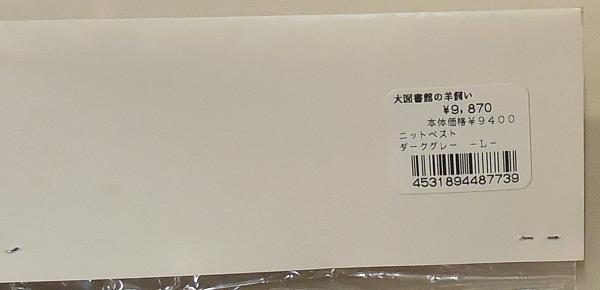 大図書館の羊飼い
¥9,870
本体価格¥9400
ニットベスト
ダークグレー －L－
4531894487739